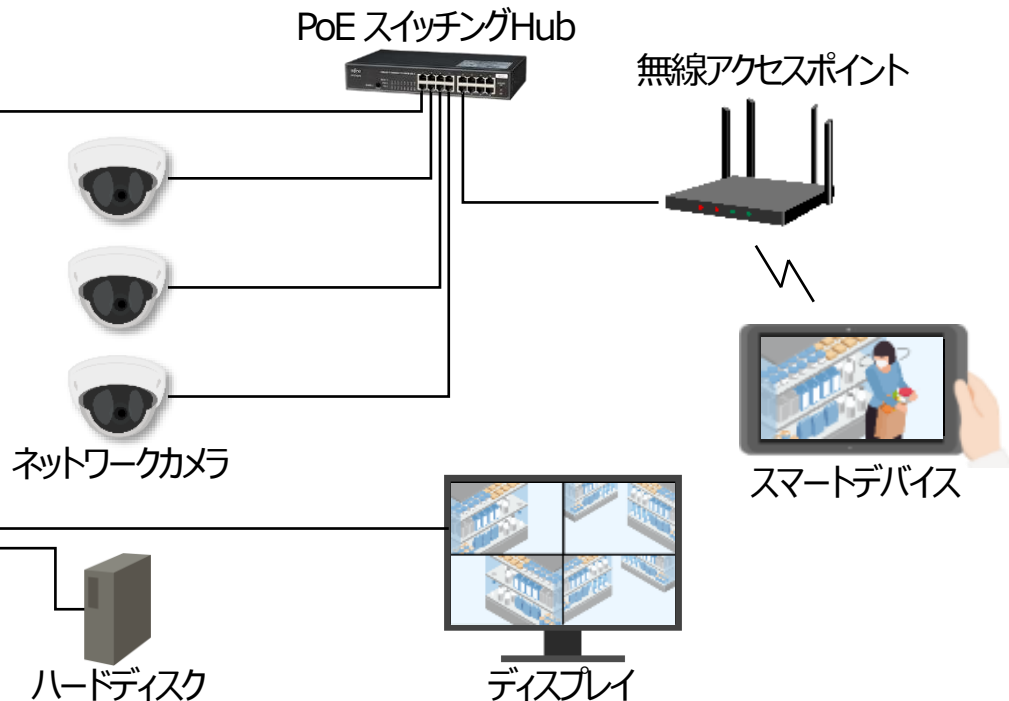 PoE スイッチングHub
無線アクセスポイント
ネットワークカメラ
スマートデバイス
ハードディスク
ディスプレイ